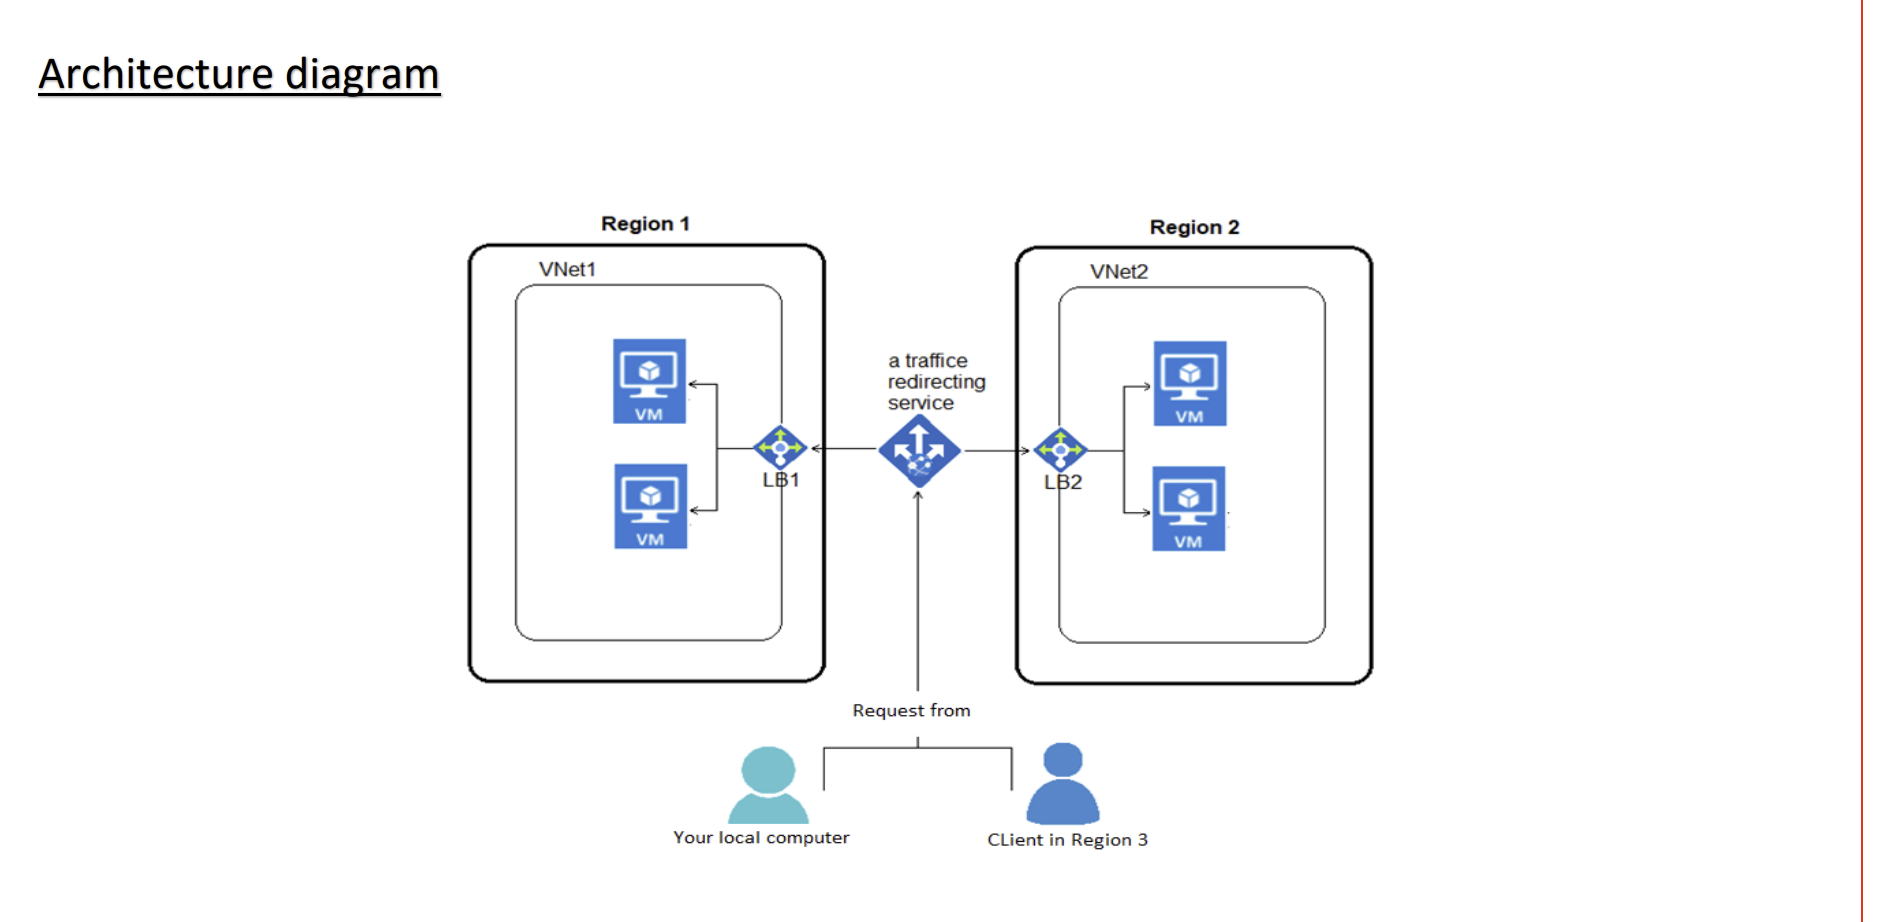 Architecture diagram
Region 1
Region 2
VNet1
VNet2
a traffice
redirecting
service
VM
VM
VM
VM
LB1
LB2
Request from
Your local computer
CLient in Region 3